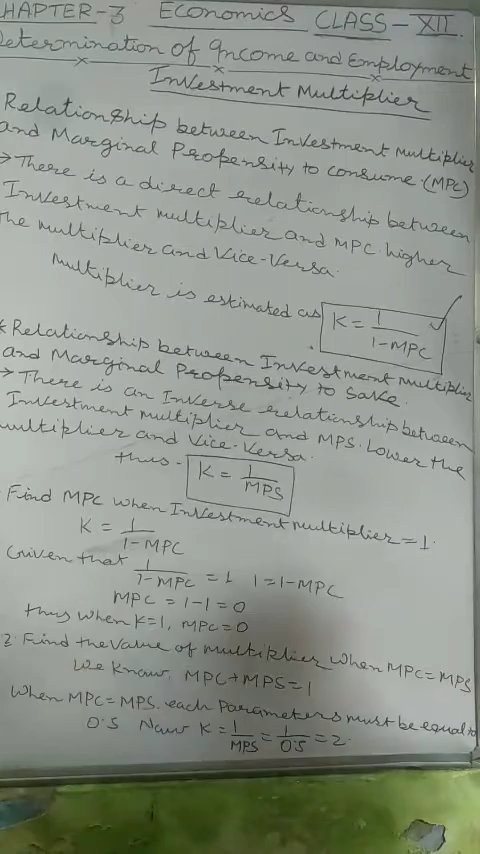 HAPTER-3 Economics CLASS-XII.
Determination of Income and Employment
Investment Multiplier
Relationship between Investment multiplier
and Marginal Propensity to consume.(MPC)
→ There is a direct relationship between
Investment multiplier and MPC. higher
the multiplier and Vice-Versa.
Multiplier is estimated as K = 1/1-MPC
* Relationship between Investment multiplier
and Marginal Propensity to Save.
→ There is an Inverse relationship between
Investment multiplier and MPS. Lower the
multiplier and Vice-Versa.
thus. K = 1/MPS
Find MPC when Investment multiplier = 1.
K = 1/1-MPC
Given that 1/1-MPC = 1 1 = 1-MPC
MPC = 1-1 = 0
thus when K=1, MPC=0
2. Find the value of multiplier when MPC = MPS
We Know. MPC + MPS = 1
When MPC = MPS. each Parameters must be equal to
0.5 Now K = 1/MPS = 1/0.5 = 2.